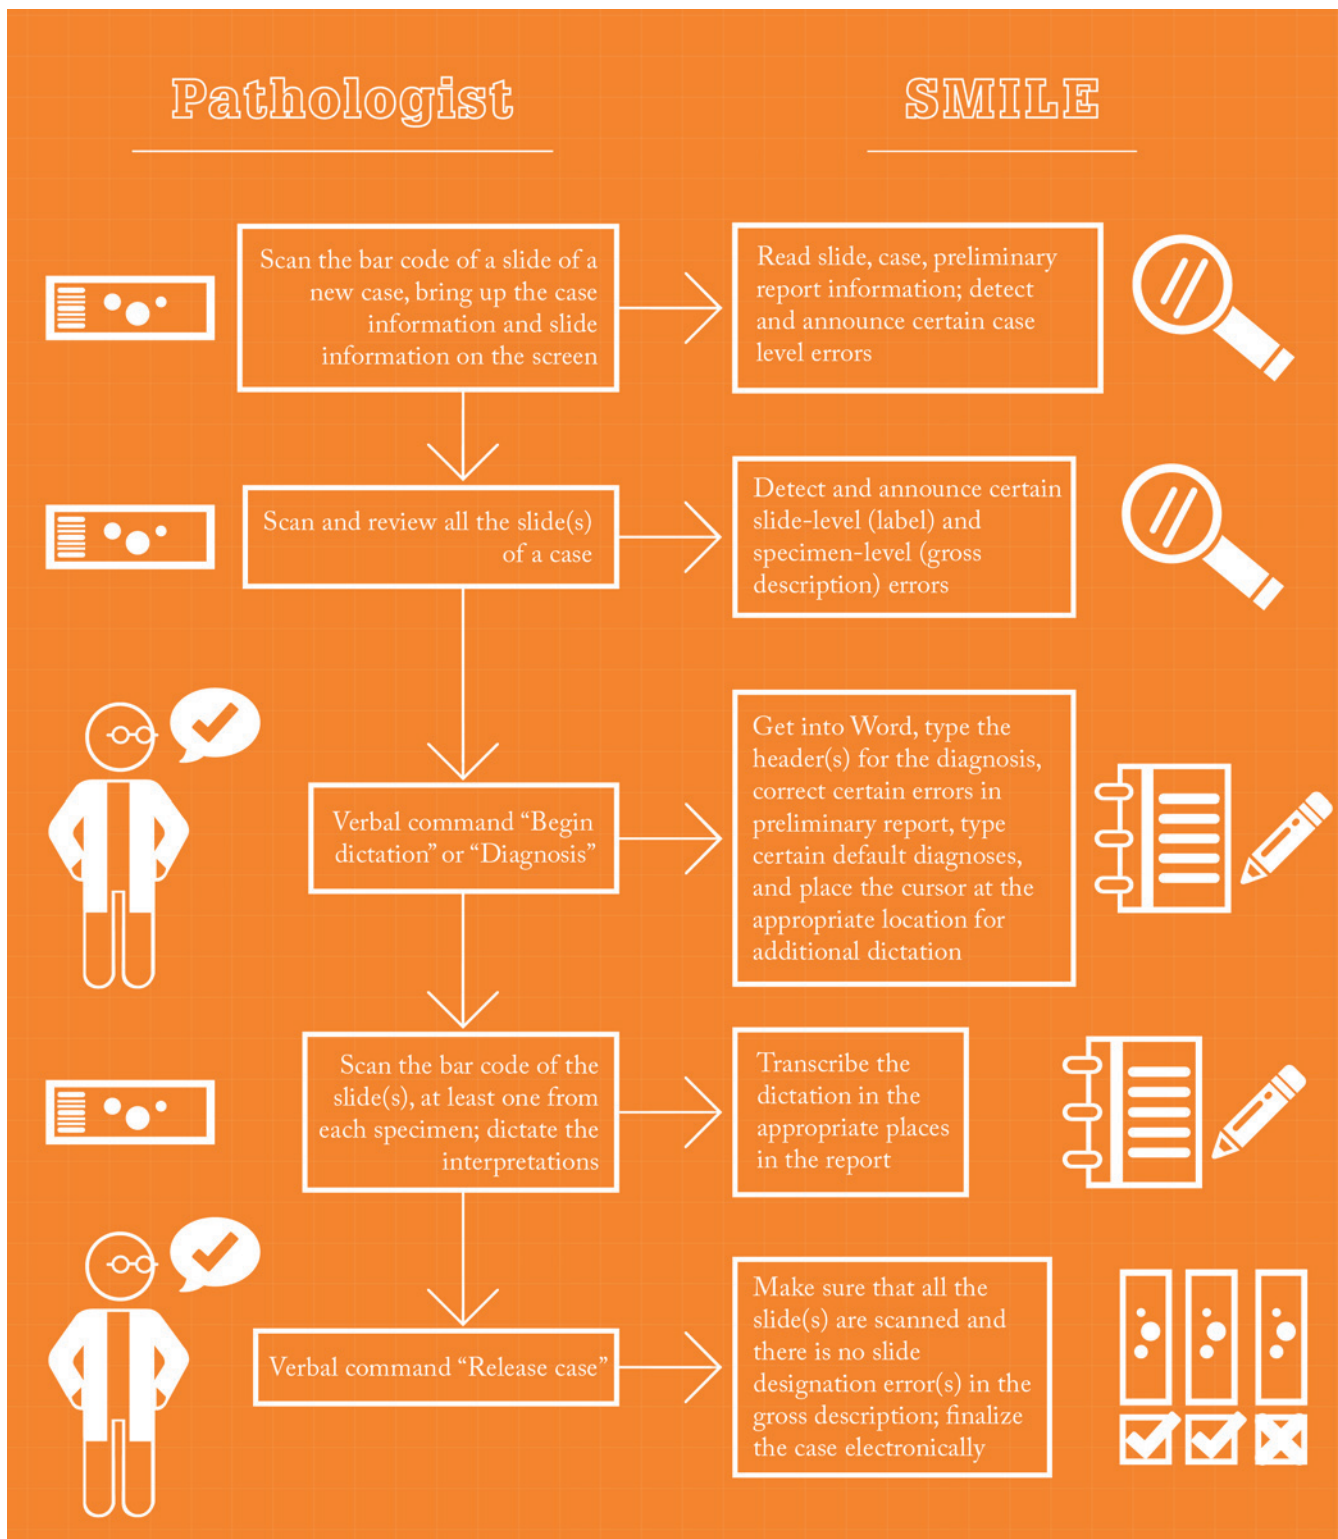 Pathologist
SMILE
Scan the bar code of a slide of a
new case, bring up the case
information and slide
information on the screen
Read slide, case, preliminary
report information; detect
and announce certain case
level errors
Scan and review all the slide(s)
of a case
Detect and announce certain
slide-level (label) and
specimen-level (gross
description) errors
Verbal command “Begin
dictation” or “Diagnosis”
Get into Word, type the
header(s) for the diagnosis,
correct certain errors in
preliminary report, type
certain default diagnoses,
and place the cursor at the
appropriate location for
additional dictation
Scan the bar code of the
slide(s), at least one from
each specimen; dictate the
interpretations
Transcribe the
dictation in the
appropriate places
in the report
Verbal command “Release case”
Make sure that all the
slide(s) are scanned and
there is no slide
designation error(s) in the
gross description; finalize
the case electronically